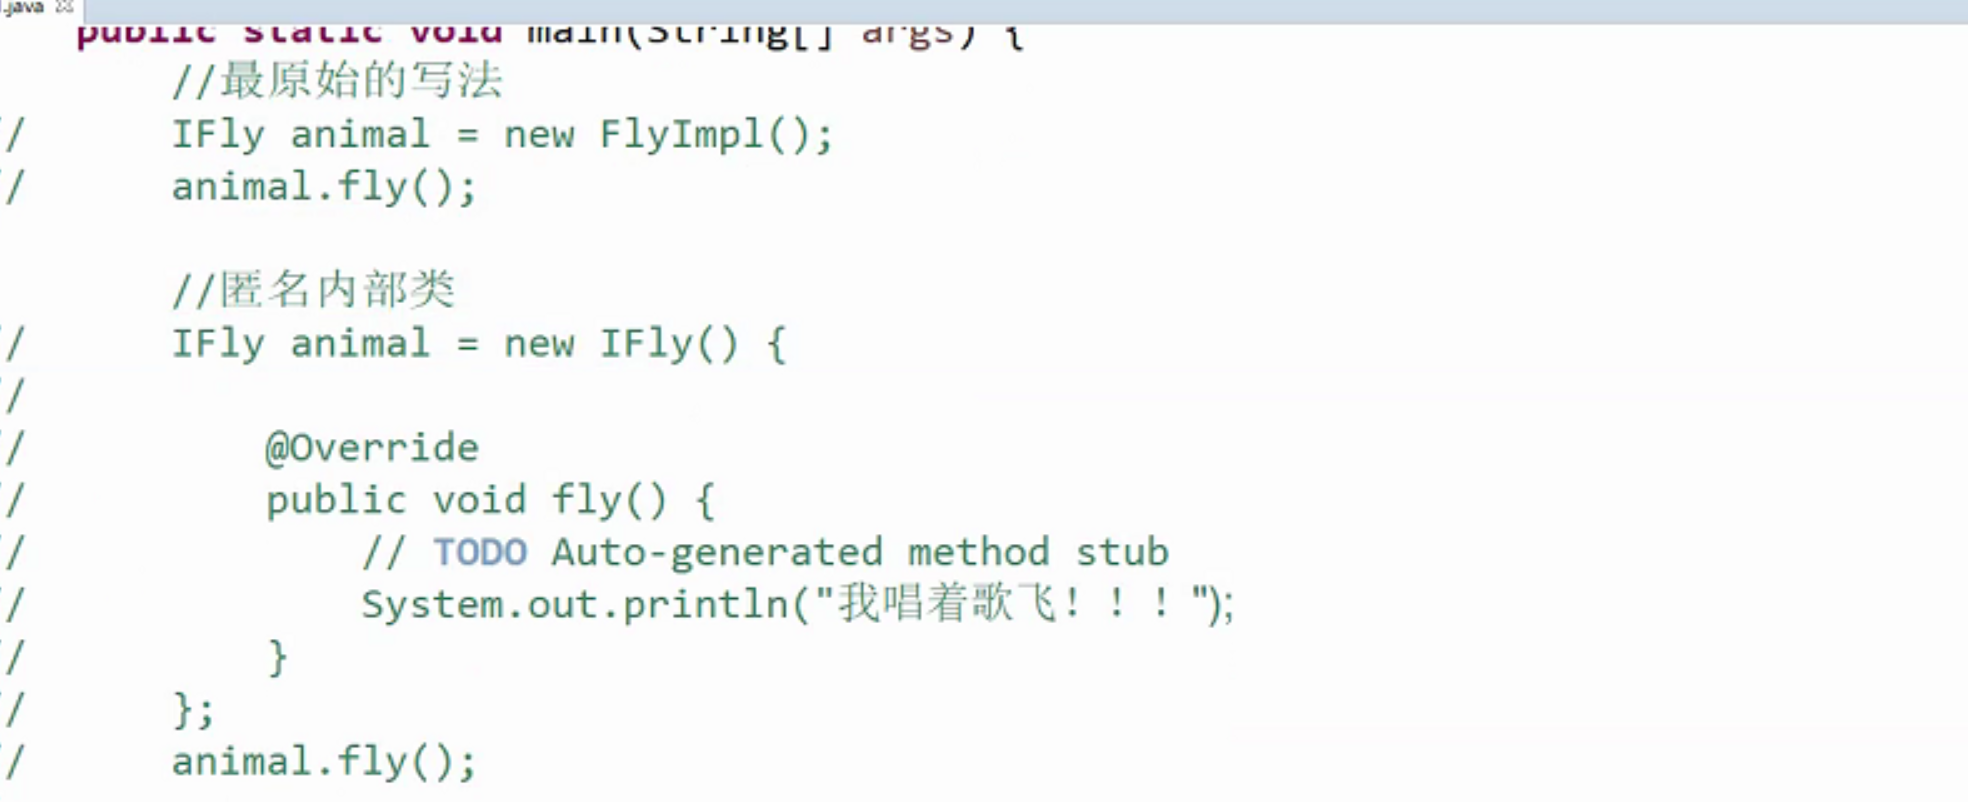 .java
public static void main(String[] args) {
//最原始的写法
// IFly animal = new FlyImpl();
// animal.fly();
//匿名内部类
// IFly animal = new IFly() {
//
// @Override
// public void fly() {
// // TODO Auto-generated method stub
// System.out.println("我唱着歌飞！！！");
// }
// };
// animal.fly();